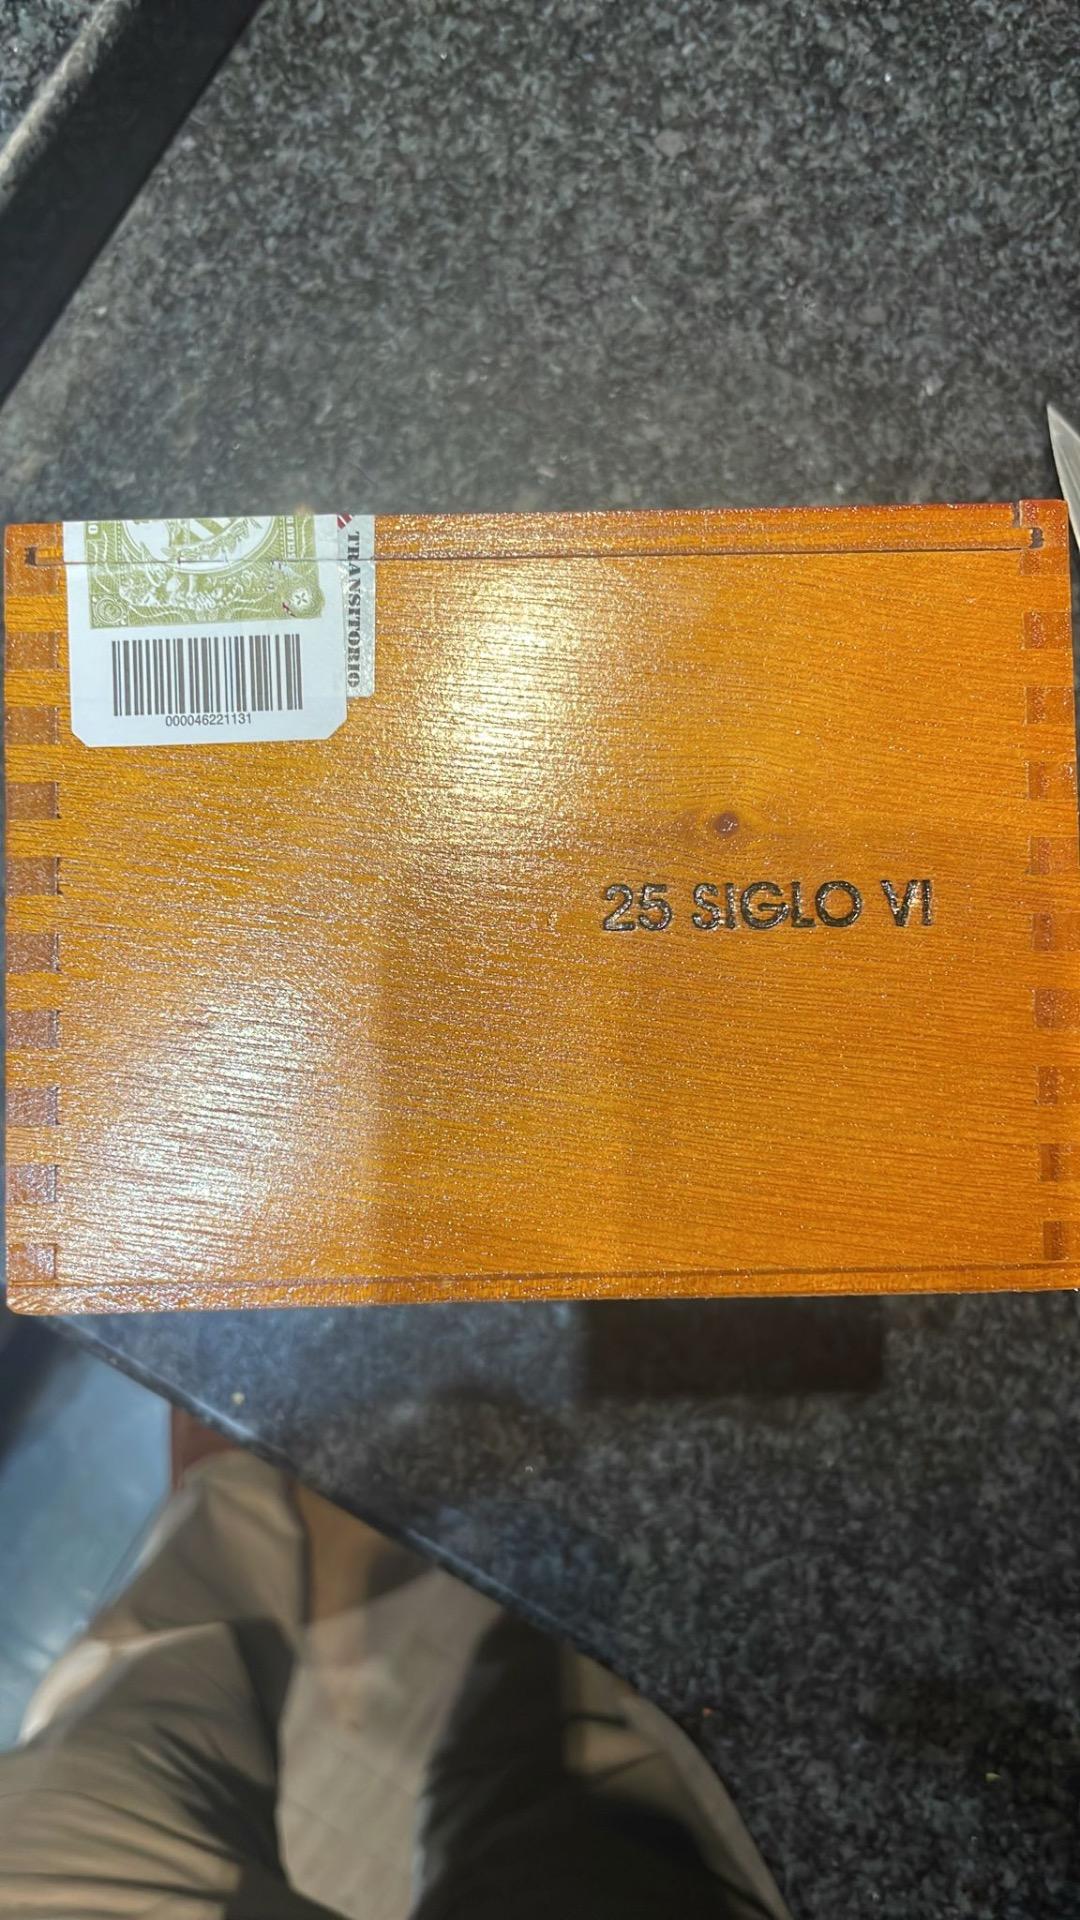 TRANSITORIO
000046221131
25 SIGLO VI